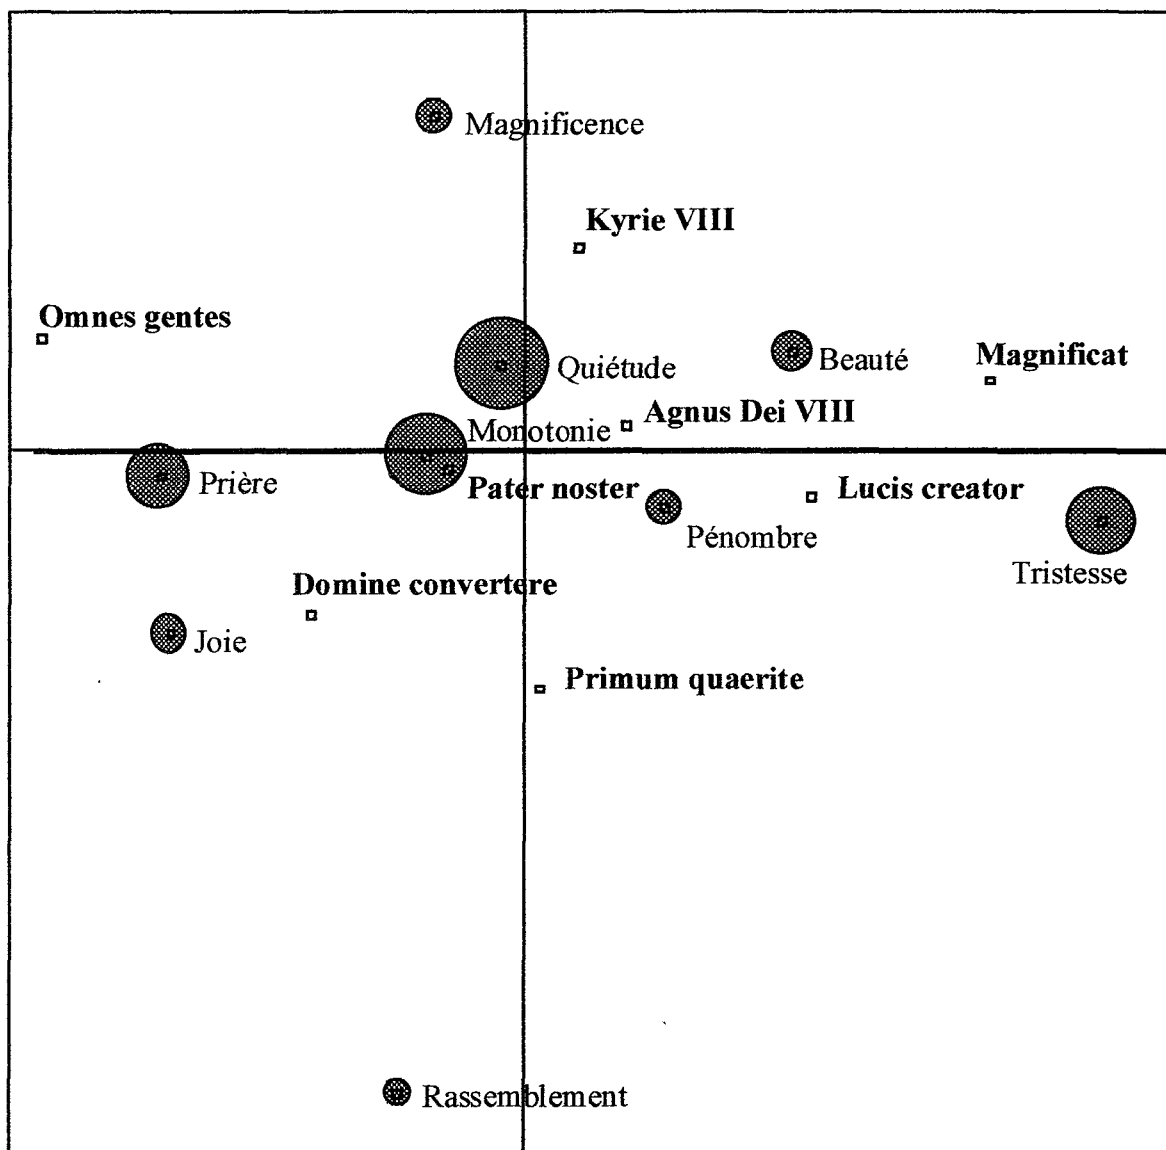 Magnificence
Kyrie VIII
Omnes gentes
Quiétude
Beauté
Magnificat
Agnus Dei VIII
Monotonie
Prière
Pater noster
Lucis creator
Pénombre
Tristesse
Domine convertere
Joie
Primum quaerite
Rassemblement